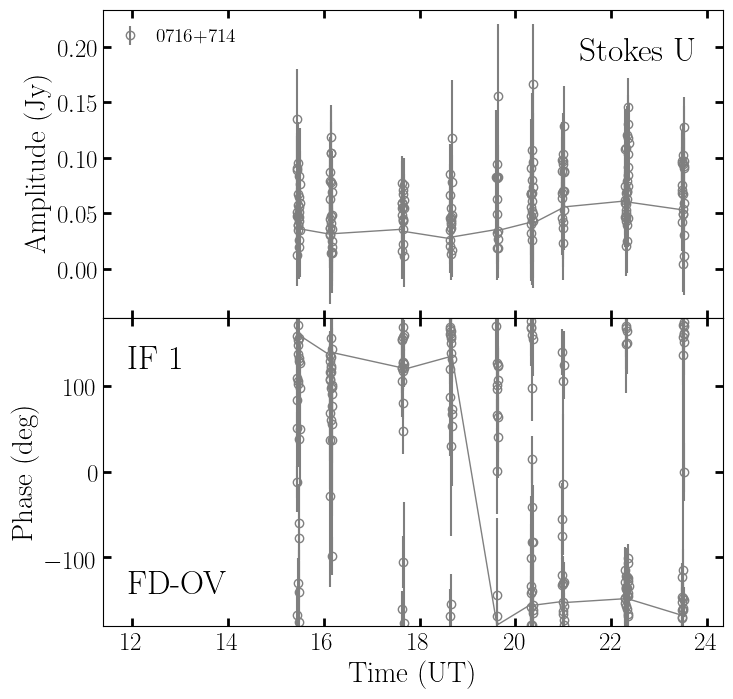 0716+714
Stokes U
0.20
0.15
0.10
0.05
0.00
Amplitude (Jy)
IF 1
100
0
−100
Phase (deg)
FD-OV
12 14 16 18 20 22 24
Time (UT)